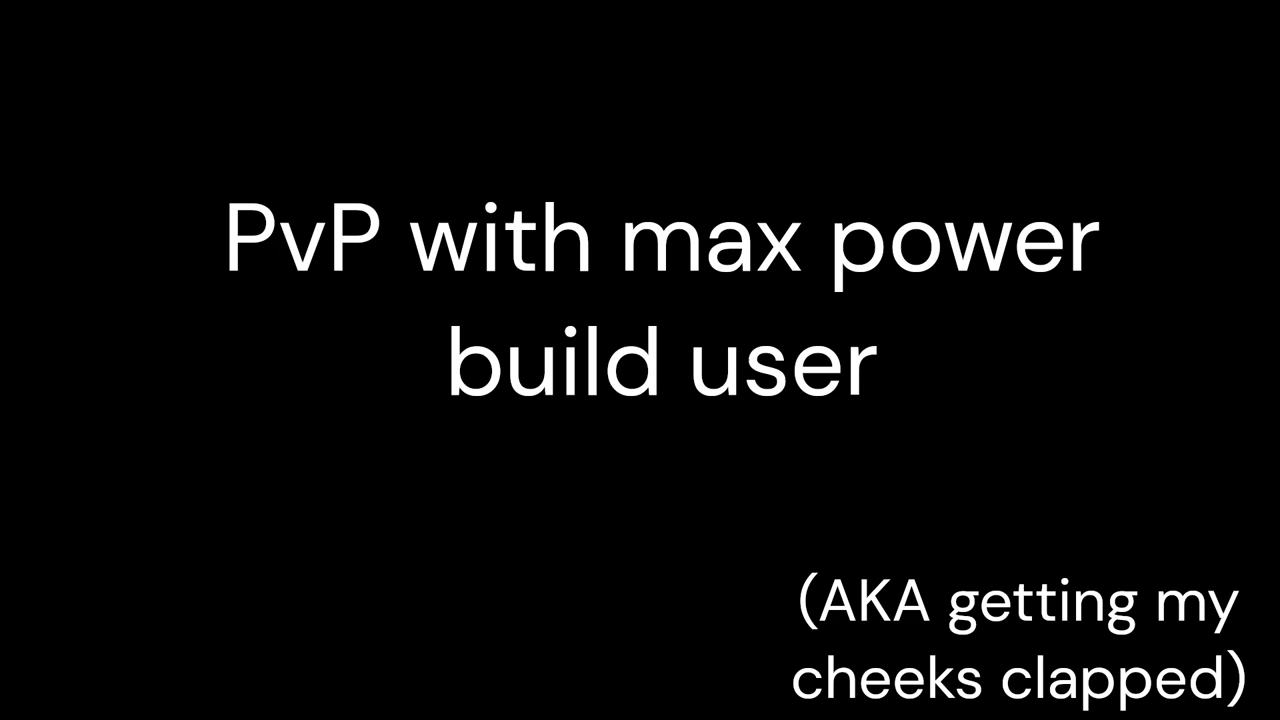 PvP with max power
build user
(AKA getting my
cheeks clapped)